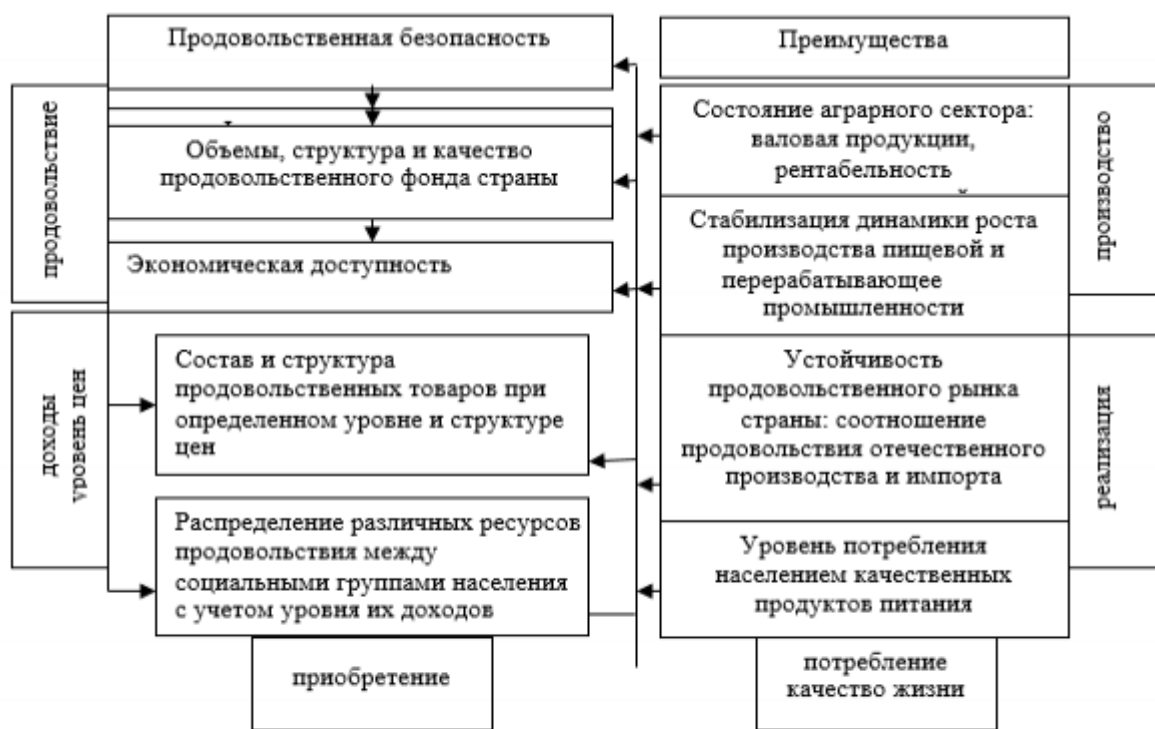 Продовольственная безопасность
Преимущества
продовольствие
Объемы, структура и качество
продовольственного фонда страны
Экономическая доступность
доходы
уровень цен
Состав и структура
продовольственных товаров при
определенном уровне и структуре
цен
Распределение различных ресурсов
продовольствия между
социальными группами населения
с учетом уровня их доходов
приобретение
Состояние аграрного сектора:
валовая продукции,
рентабельность
Стабилизация динамики роста
производства пищевой и
перерабатывающее
промышленности
Устойчивость
продовольственного рынка
страны: соотношение
продовольствия отечественного
производства и импорта
Уровень потребления
населением качественных
продуктов питания
потребление
качество жизни
производство
реализация